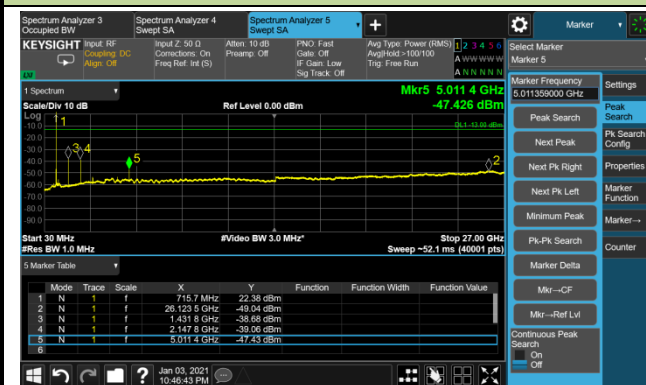 Spectrum Analyzer 3
Occupied BW
Spectrum Analyzer 4
Swept SA
Spectrum Analyzer 5
Swept SA
Marker
KEYSIGHT
Input: RF
Coupling: DC
Align: Off
Input Z: 50 Ω
Corrections: On
Freq Ref: Int (S)
Atten: 10 dB
Preamp: Off
PNO: Fast
Gate: Off
IF Gain: Low
Sig Track: Off
Avg Type: Power (RMS)
Avg|Hold:>100/100
Trig: Free Run
1 2 3 4 5 6
A W W W W W
A N N N N N
LW
Select Marker
Marker 5
1 Spectrum
Scale/Div 10 dB
Ref Level 0.00 dBm
Mkr5 5.011 4 GHz
-47.426 dBm
Log
-10.0
-20.0
-30.0
-40.0
-50.0
-60.0
-70.0
-80.0
-90.0
DL1 -13.00 dBm
1
3
4
5
2
Start 30 MHz
#Res BW 1.0 MHz
#Video BW 3.0 MHz*
Stop 27.00 GHz
Sweep ~52.1 ms (40001 pts)
5 Marker Table
Mode Trace Scale X Y Function Function Width Function Value
1 N 1 f 715.7 MHz 22.38 dBm
2 N 1 f 26.123 5 GHz -49.04 dBm
3 N 1 f 1.431 8 GHz -38.68 dBm
4 N 1 f 2.147 8 GHz -39.06 dBm
5 N 1 f 5.011 4 GHz -47.43 dBm
6
Marker Frequency
5.011359000 GHz
Peak Search
Next Peak
Next Pk Right
Next Pk Left
Minimum Peak
Pk-Pk Search
Marker Delta
Mkr→CF
Mkr→Ref Lvl
Continuous Peak
Search
On
Off
Settings
Peak
Search
Pk Search
Config
Properties
Marker
Function
Marker→
Counter
?
Jan 03, 2021
10:46:43 PM